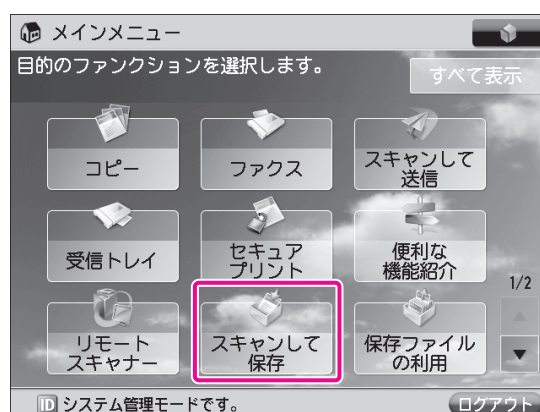 メインメニュー
目的のファンクションを選択します。
すべて表示
コピー
ファクス
スキャンして
送信
受信トレイ
セキュア
プリント
便利な
機能紹介
1/2
リモート
スキャナー
スキャンして
保存
保存ファイル
の利用
ID システム管理モードです。
ログアウト